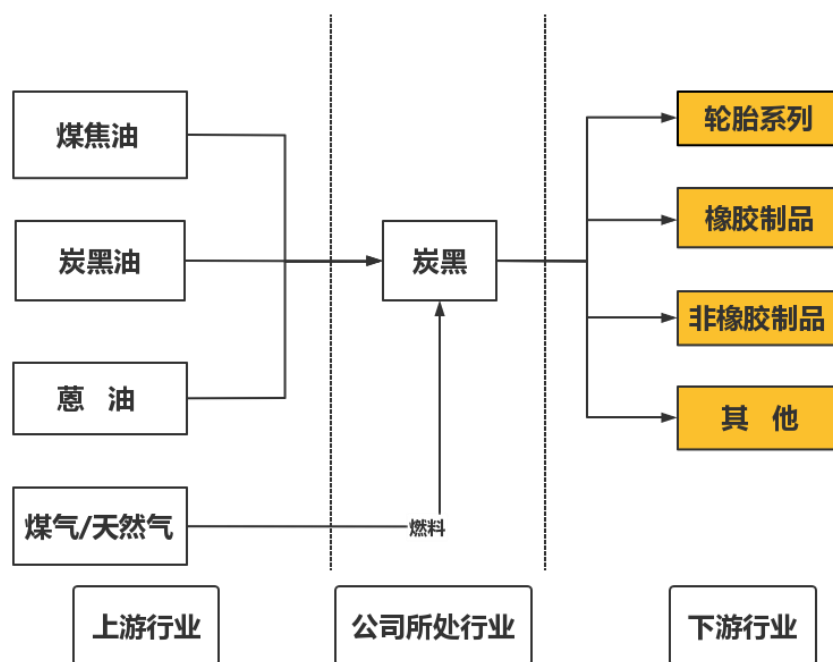 煤焦油
炭黑油
蒽 油
煤气/天然气
燃料
炭黑
轮胎系列
橡胶制品
非橡胶制品
其 他
上游行业
公司所处行业
下游行业